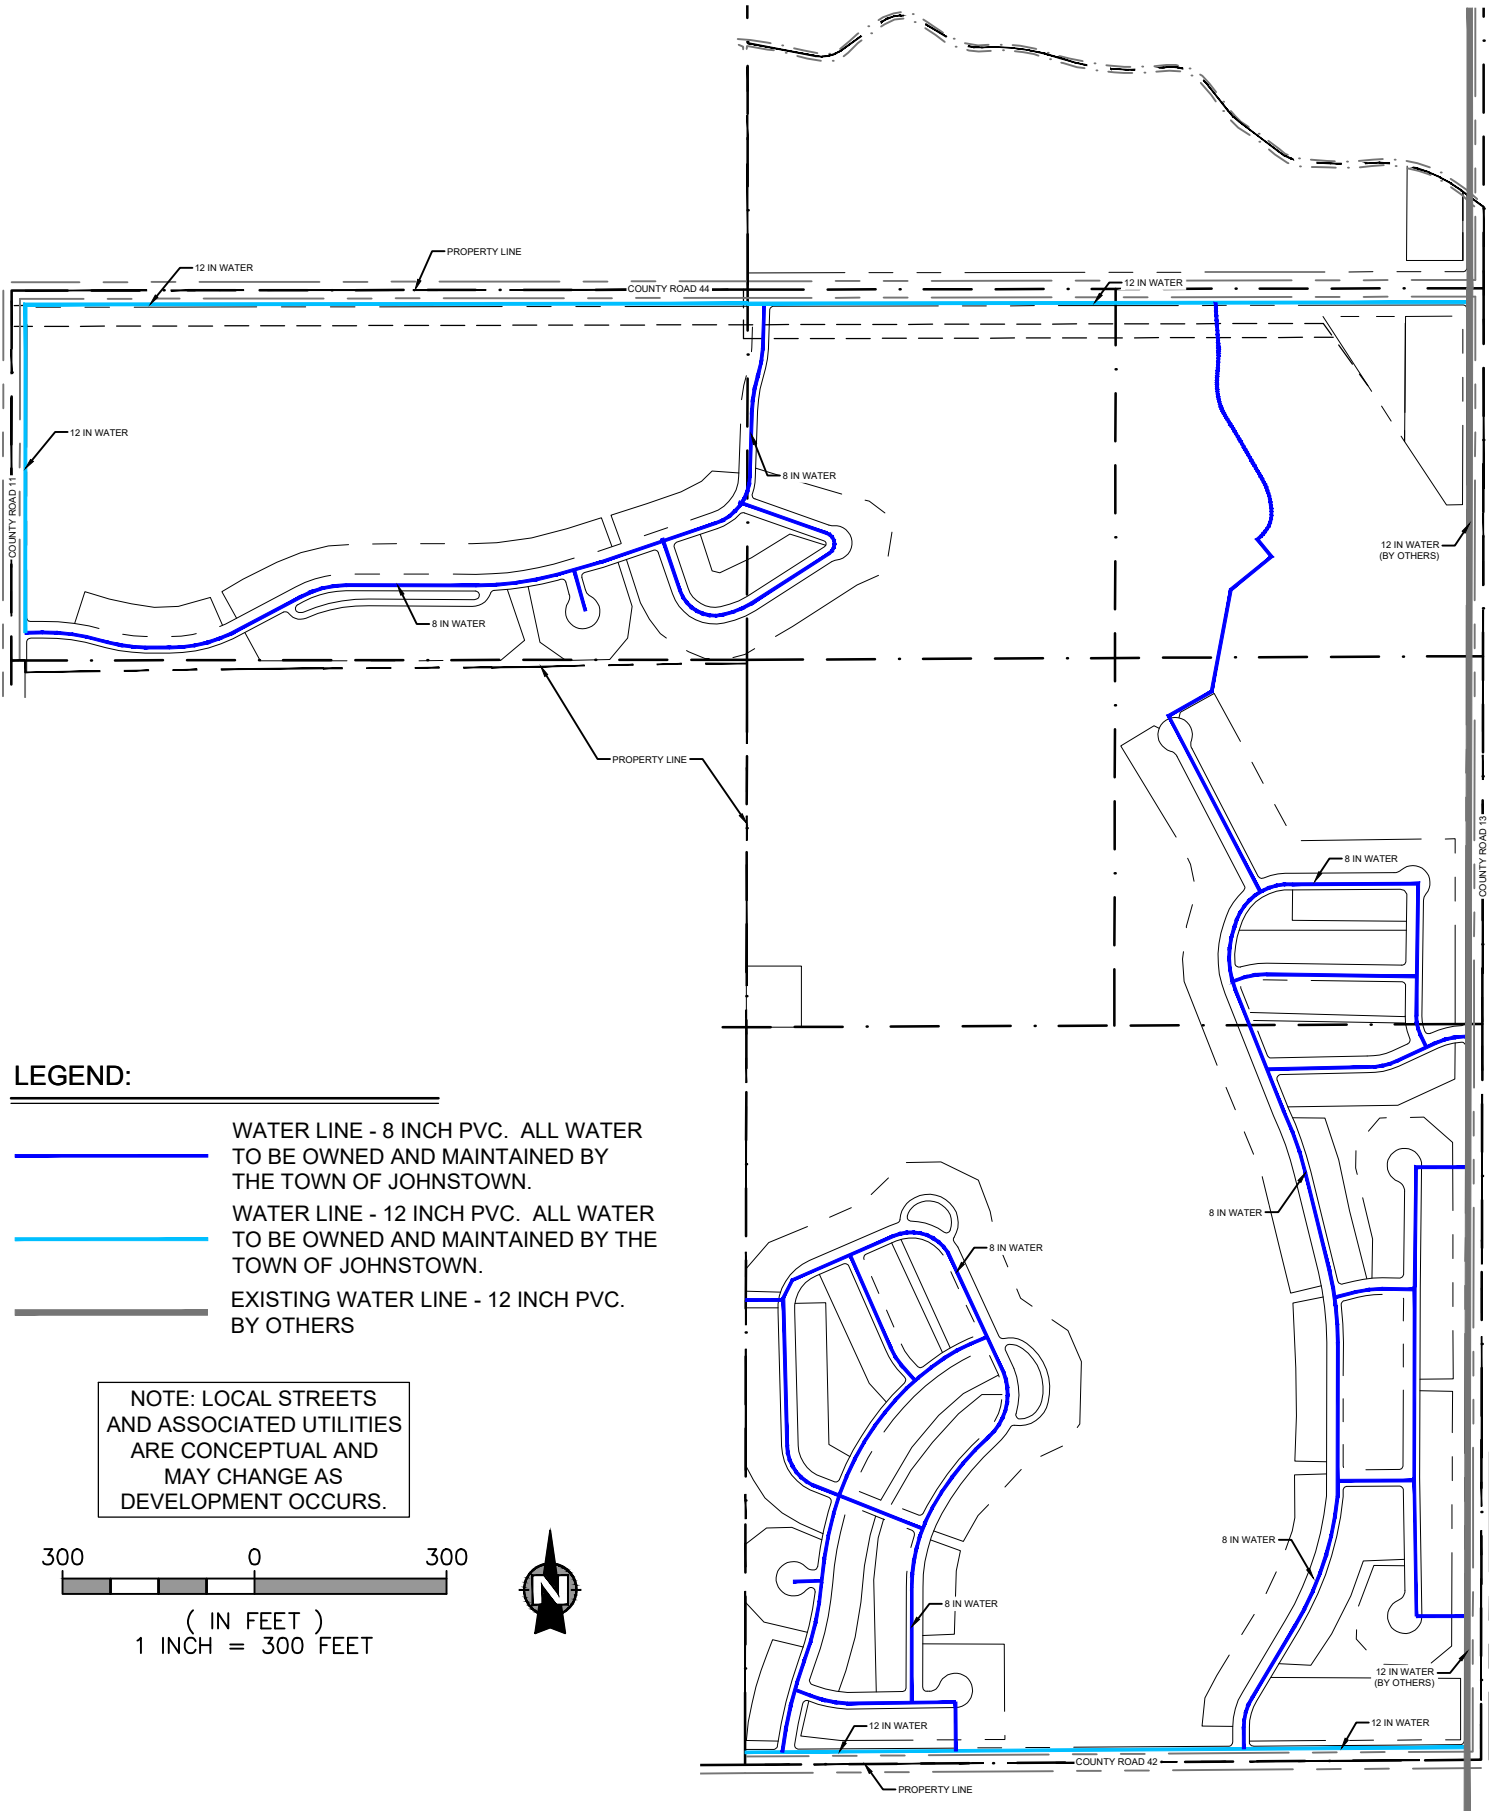 PROPERTY LINE
12 IN WATER
COUNTY ROAD 44
12 IN WATER
12 IN WATER
8 IN WATER
COUNTY ROAD 11
12 IN WATER
(BY OTHERS)
8 IN WATER
PROPERTY LINE
COUNTY ROAD 13
8 IN WATER
LEGEND:
WATER LINE - 8 INCH PVC. ALL WATER
TO BE OWNED AND MAINTAINED BY
THE TOWN OF JOHNSTOWN.
WATER LINE - 12 INCH PVC. ALL WATER
TO BE OWNED AND MAINTAINED BY THE
TOWN OF JOHNSTOWN.
EXISTING WATER LINE - 12 INCH PVC.
BY OTHERS
8 IN WATER
8 IN WATER
NOTE: LOCAL STREETS
AND ASSOCIATED UTILITIES
ARE CONCEPTUAL AND
MAY CHANGE AS
DEVELOPMENT OCCURS.
300 0 300
( IN FEET )
1 INCH = 300 FEET
N
8 IN WATER
8 IN WATER
12 IN WATER
(BY OTHERS)
12 IN WATER
12 IN WATER
COUNTY ROAD 42
PROPERTY LINE